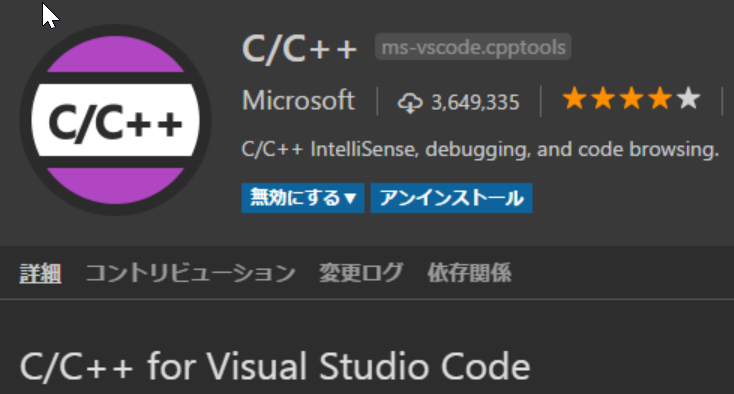 C/C++ ms-vscode.cpptools
C/C++
Microsoft 3,649,335
C/C++ IntelliSense, debugging, and code browsing.
無効にする▼ アンインストール
詳細 コントリビューション 変更ログ 依存関係
C/C++ for Visual Studio Code